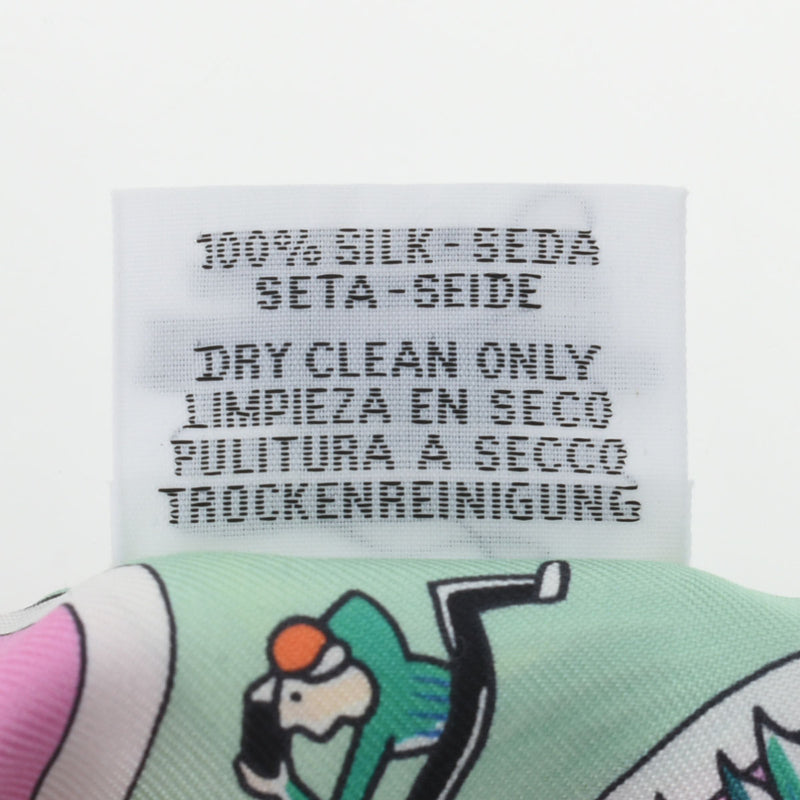 100% SILK-SEDA
SETA-SEIDE
DRY CLEAN ONLY
LIMPIEZA EN SECO
PULITURA A SECCO
TROCKENREINIGUNG